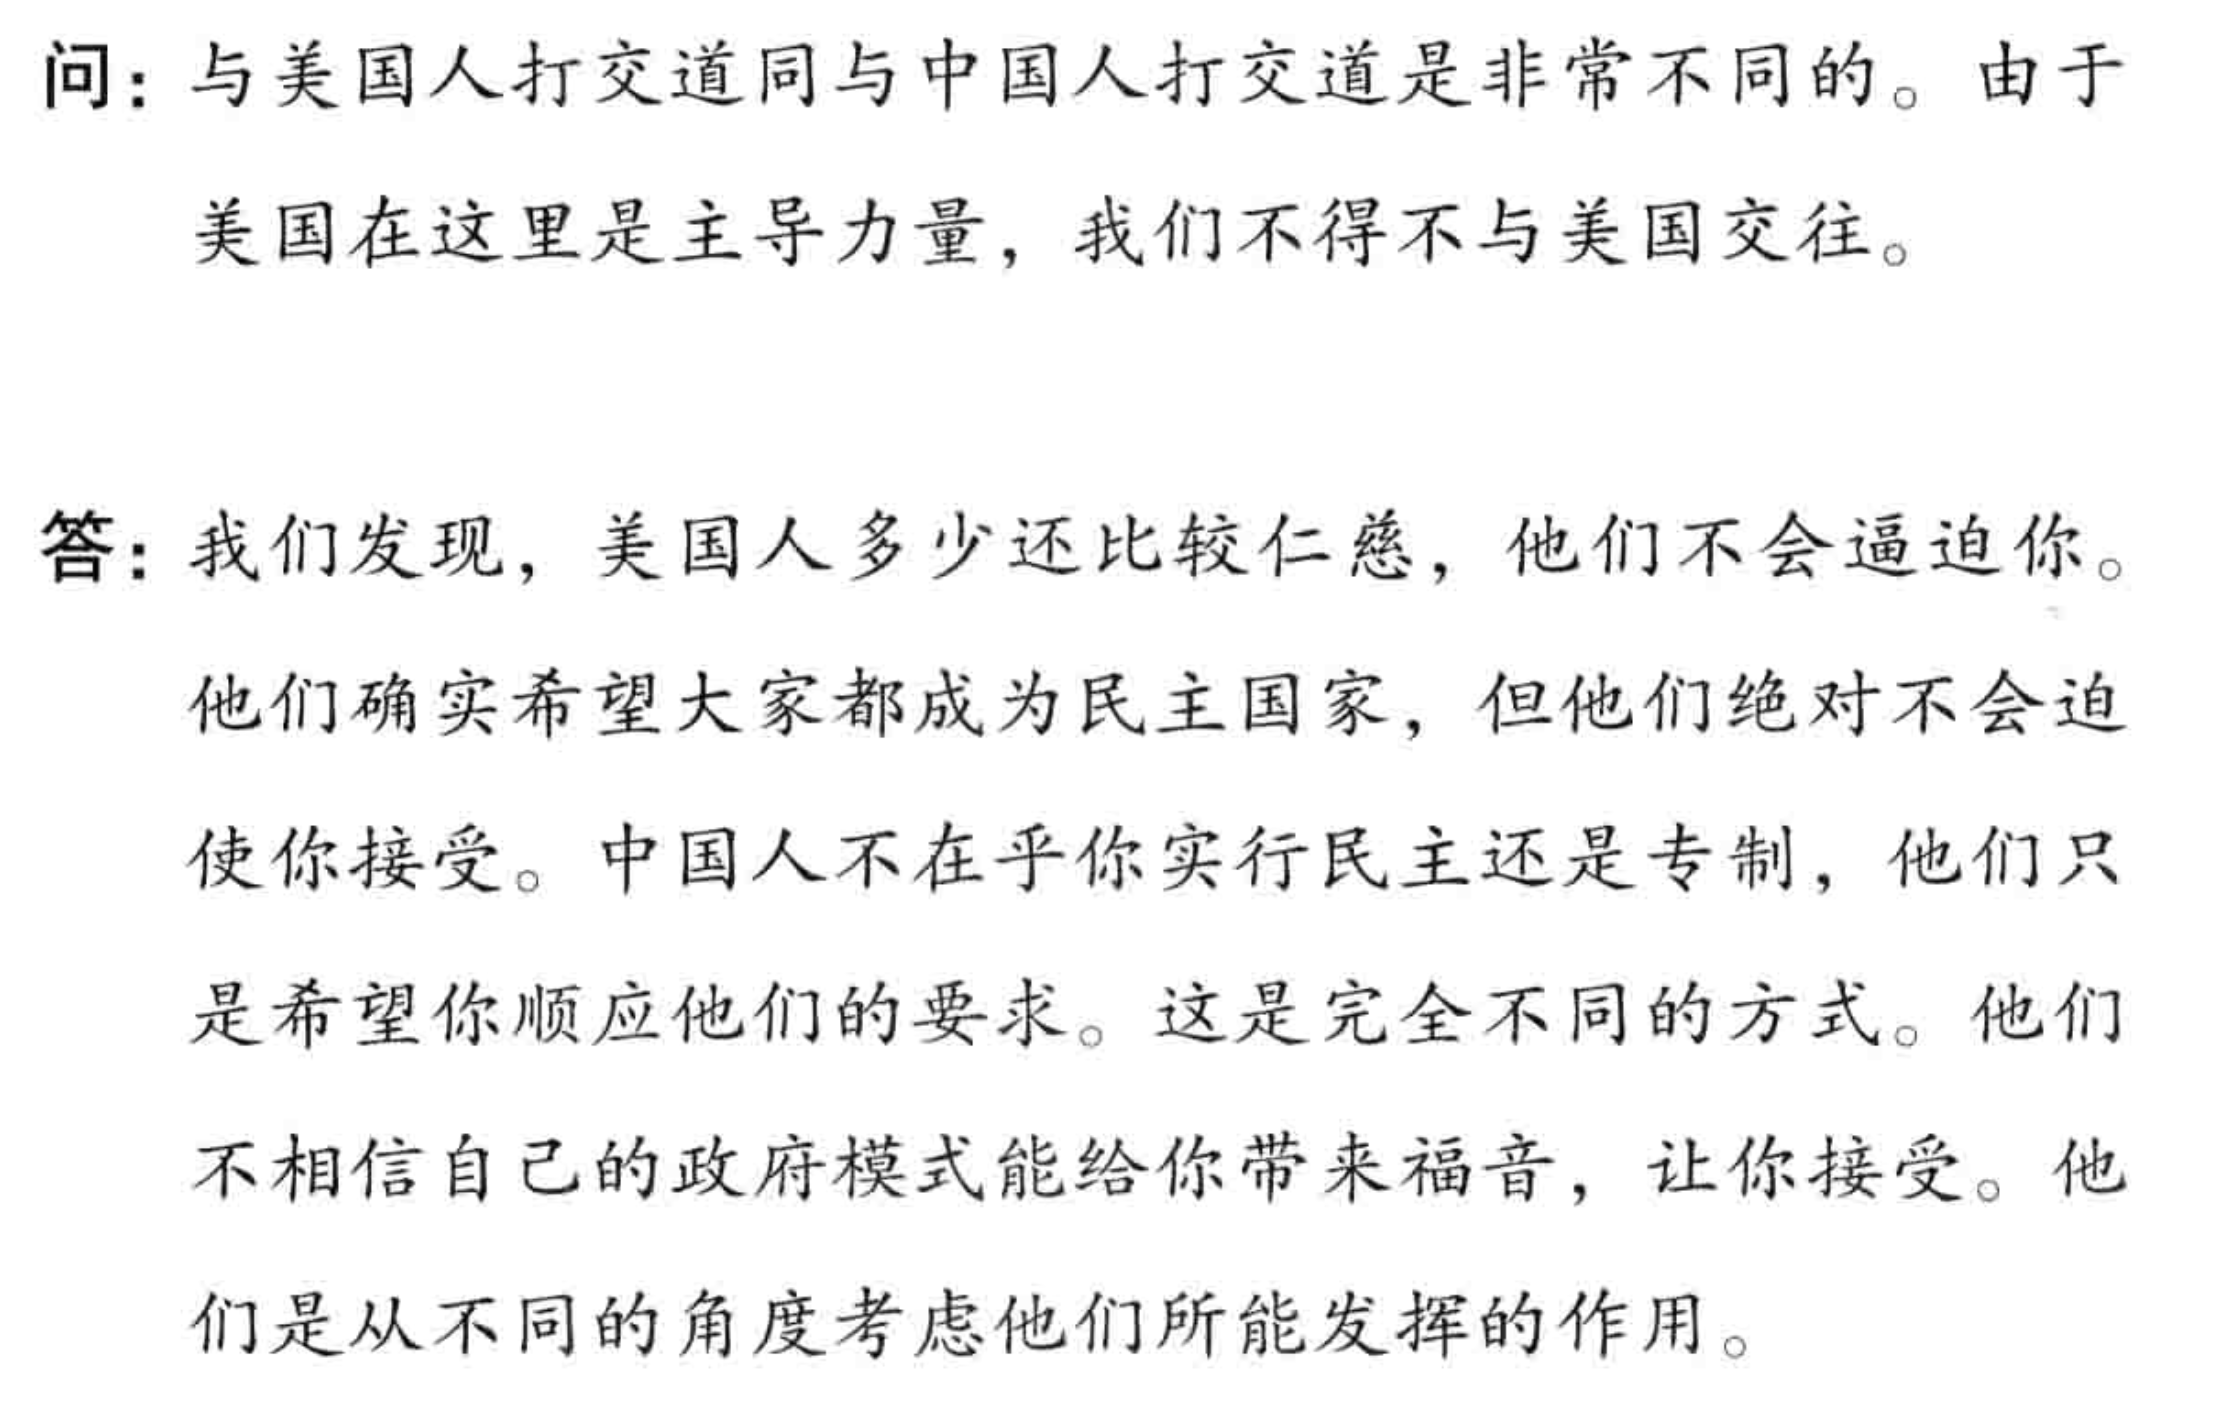 问：与美国人打交道同与中国人打交道是非常不同的。由于
美国在这里是主导力量，我们不得不与美国交往。
答：我们发现，美国人多少还比较仁慈，他们不会逼迫你。
他们确实希望大家都成为民主国家，但他们绝对不会迫
使你接受。中国人不在乎你实行民主还是专制，他们只
是希望你顺应他们的要求。这是完全不同的方式。他们
不相信自己的政府模式能给你带来福音，让你接受。他
们是从不同的角度考虑他们所能发挥的作用。